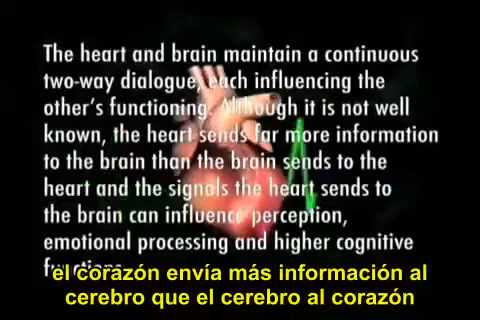 The heart and brain maintain a continuous
two-way dialogue, each influencing the
other's functioning. Although it is not well
known, the heart sends far more information
to the brain than the brain sends to the
heart and the signals the heart sends to
the brain can influence perception,
emotional processing and higher cognitive
el corazón envía más información al
cerebro que el cerebro al corazón